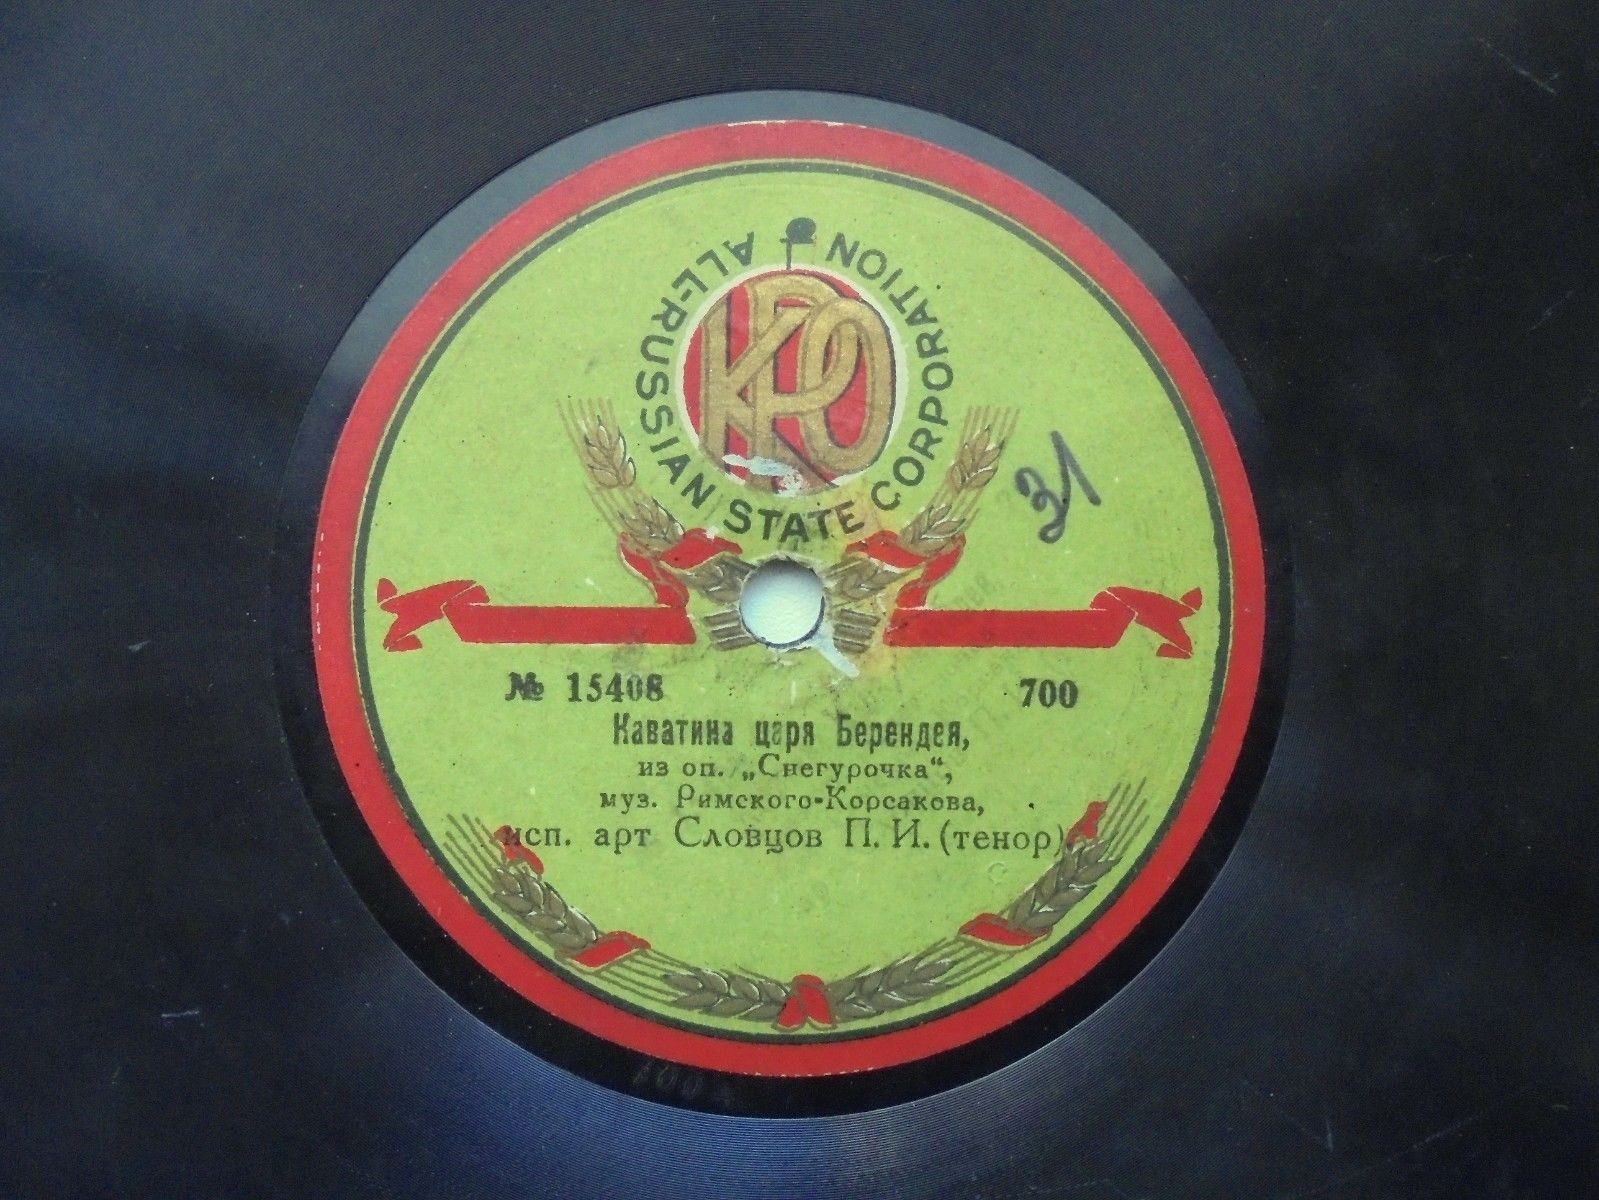 ALL-RUSSIAN STATE CORPORATION
КРО
31
№ 15408 700
Каватина царя Берендея,
из оп. „Снегурочка“,
муз. Римского-Корсакова,
исп. арт Словцов П. И. (тенор)